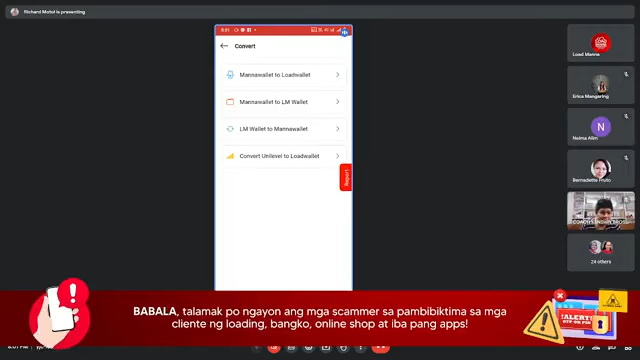 Richard Motol is presenting
Convert
Mannawallet to Loadwallet
Mannawallet to LM Wallet
LM Wallet to Mannawallet
Convert Unilevel to Loadwallet
Report
Load Manna
Erica Mangaring
N
Nelma Alim
Bernadette Fruto
24 others
BABALA, talamak po ngayon ang mga scammer sa pambibiktima sa mga
cliente ng loading, bangko, online shop at iba pang apps!
ALERT!